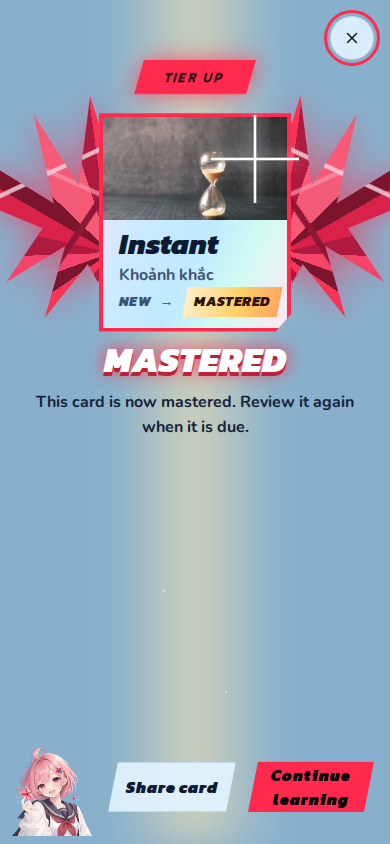 TIER UP
Instant
Khoảnh khắc
NEW → MASTERED
MASTERED
This card is now mastered. Review it again
when it is due.
Share card
Continue
learning